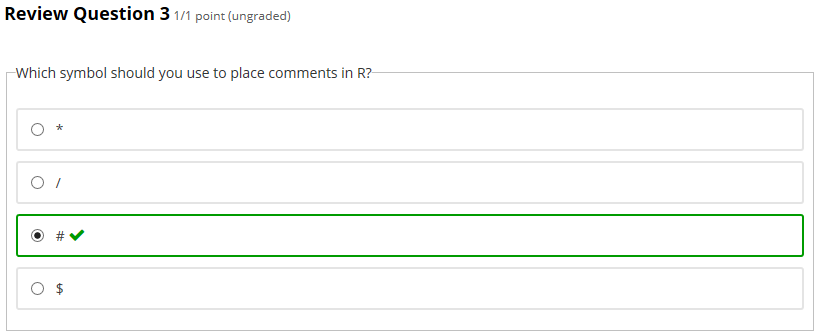 Review Question 3 1/1 point (ungraded)
Which symbol should you use to place comments in R?
*
/
#
$